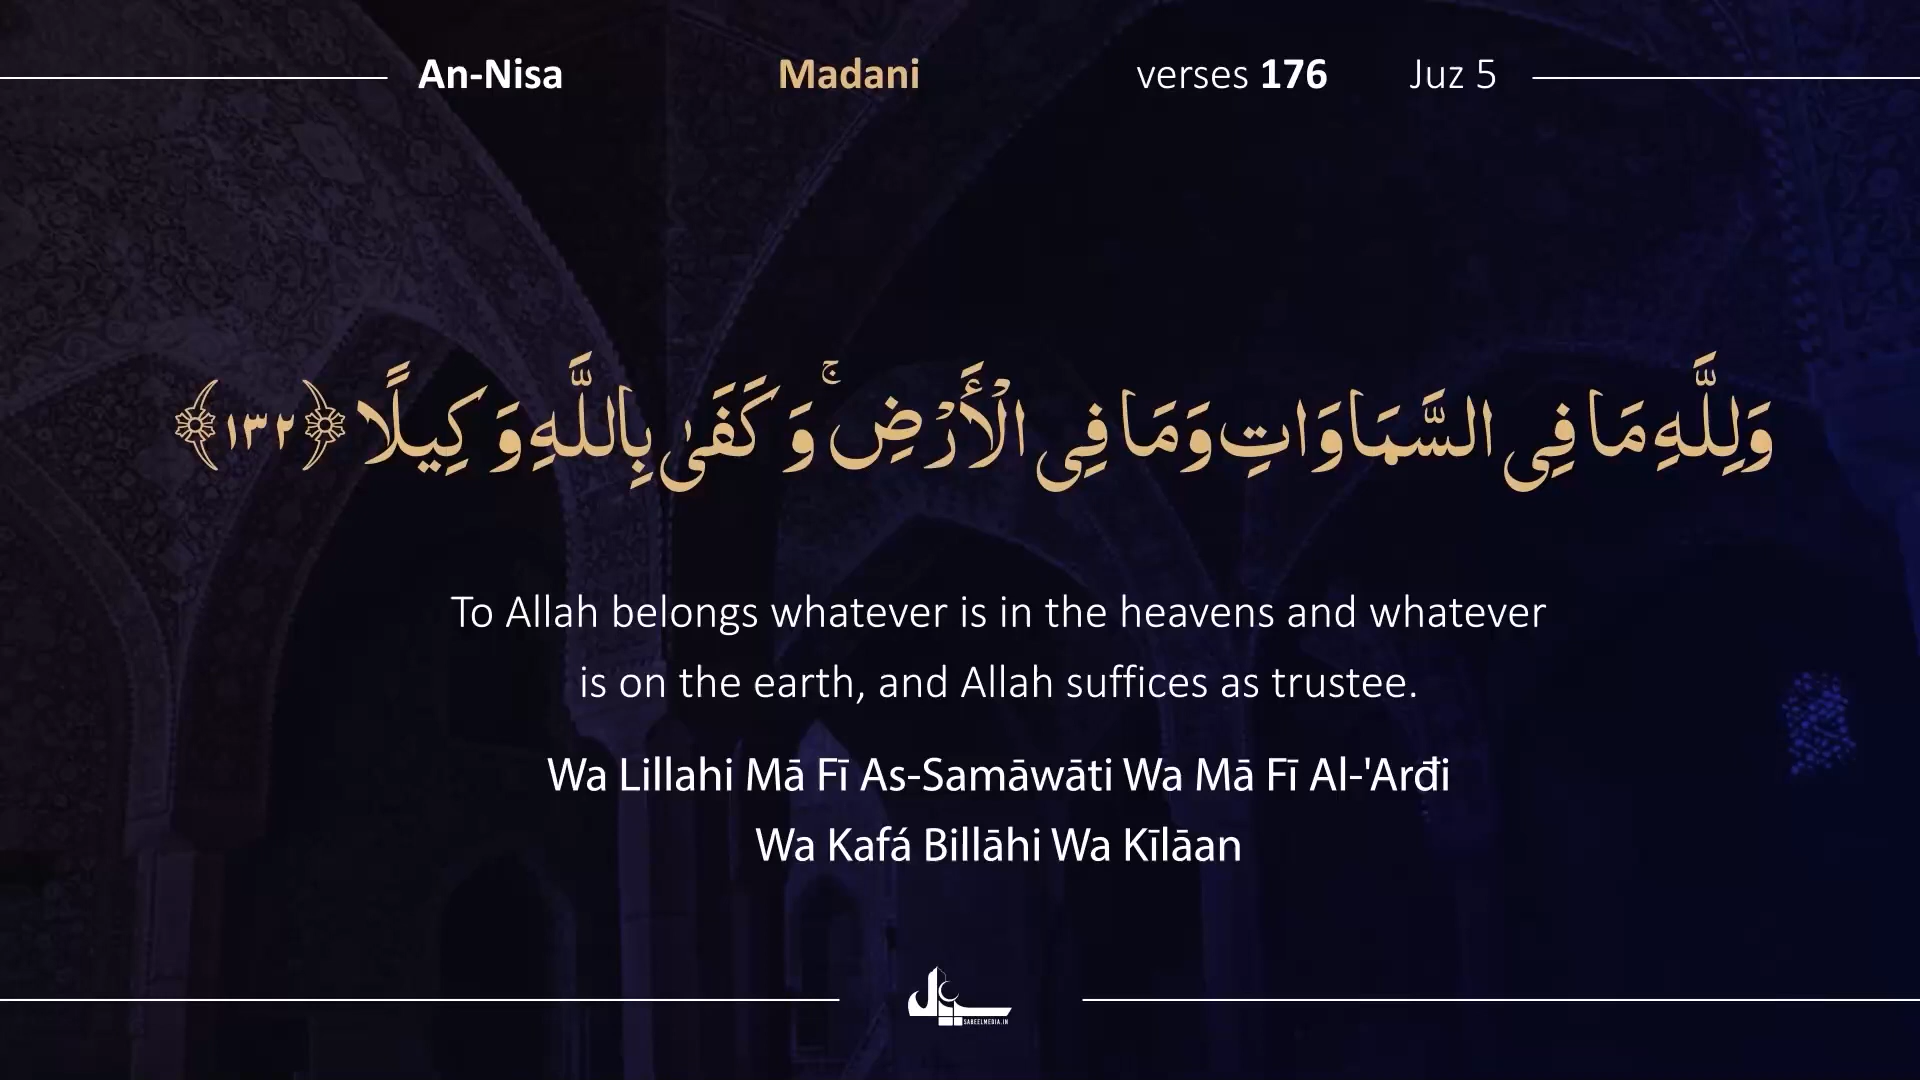 An-Nisa Madani verses 176 Juz 5
وَلِلَّهِ مَا فِي السَّمَاوَاتِ وَمَا فِي الْأَرْضِ ۚ وَكَفَىٰ بِاللَّهِ وَكِيلًا ﴿١٣٢﴾
To Allah belongs whatever is in the heavens and whatever
is on the earth, and Allah suffices as trustee.
Wa Lillahi Mā Fī As-Samāwāti Wa Mā Fī Al-'Arđi
Wa Kafá Billāhi Wa Kīlāan
SABEELMEDIA.IN